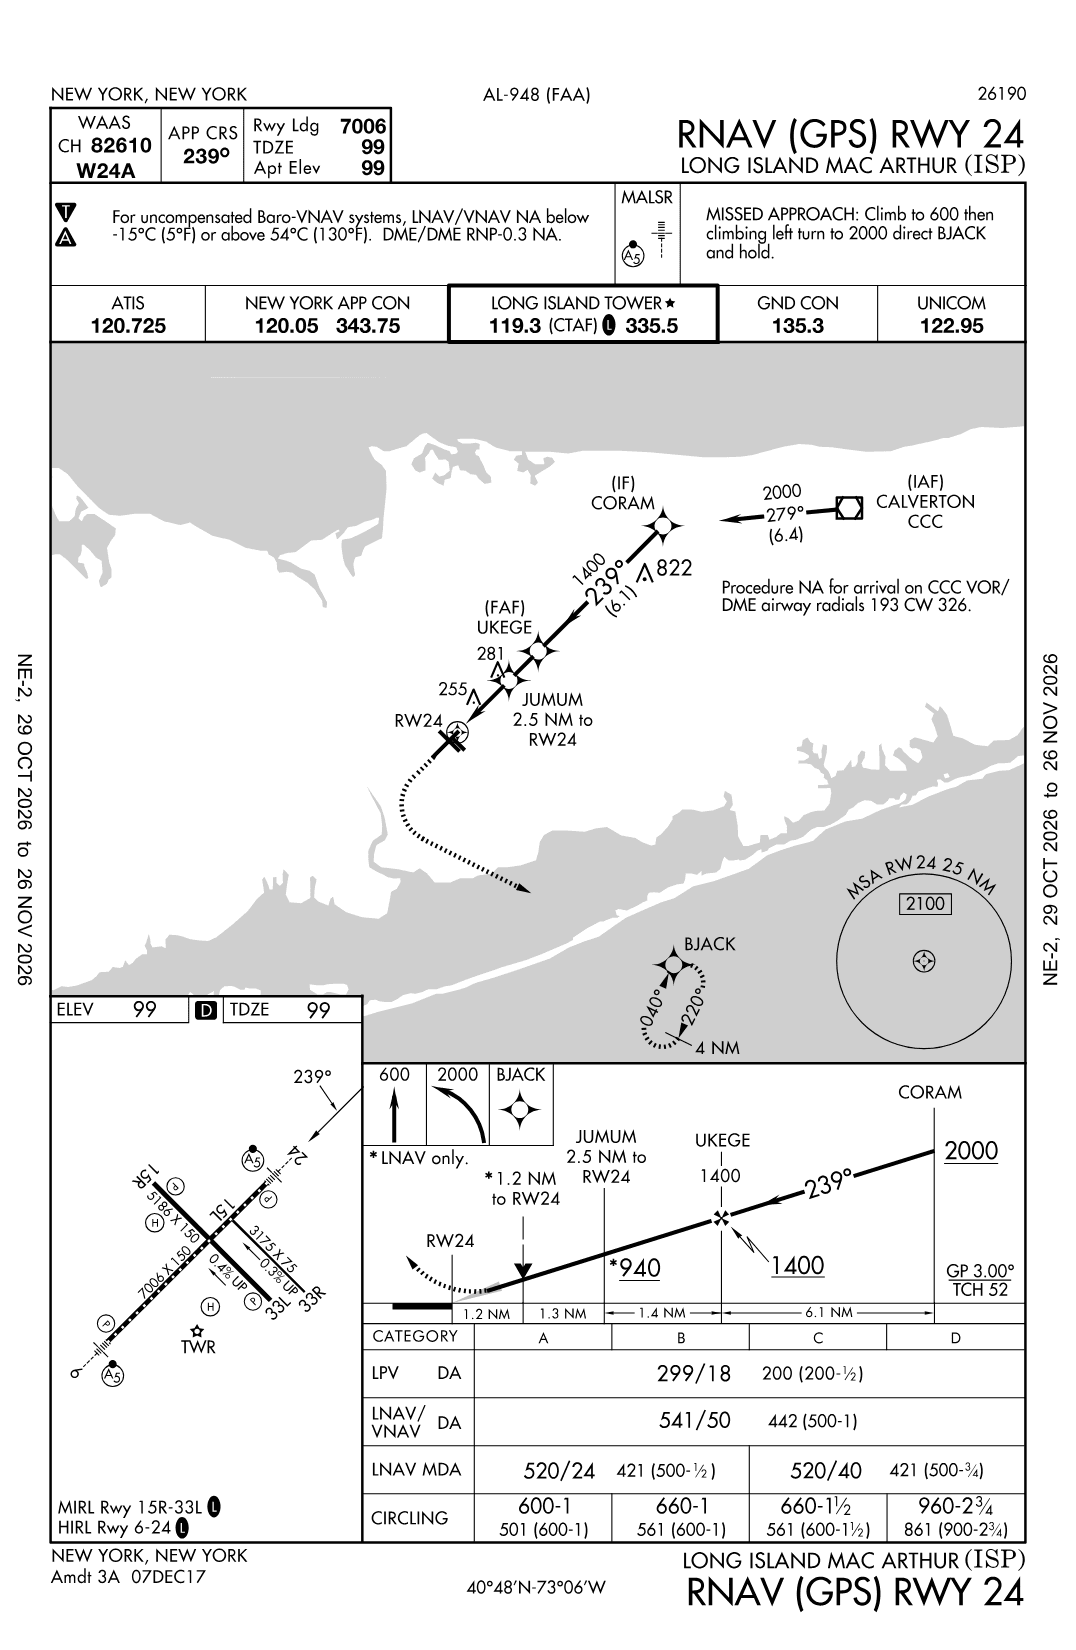 NEW YORK, NEW YORK
AL-948 (FAA)
26190
WAAS
CH 82610
W24A
APP CRS
239°
Rwy Ldg 7006
TDZE 99
Apt Elev 99
RNAV (GPS) RWY 24
LONG ISLAND MAC ARTHUR (ISP)
T
A
For uncompensated Baro-VNAV systems, LNAV/VNAV NA below
-15°C (5°F) or above 54°C (130°F). DME/DME RNP-0.3 NA.
MALSR
A5
MISSED APPROACH: Climb to 600 then
climbing left turn to 2000 direct BJACK
and hold.
ATIS
120.725
NEW YORK APP CON
120.05 343.75
LONG ISLAND TOWER★
119.3 (CTAF) L 335.5
GND CON
135.3
UNICOM
122.95
(IF)
CORAM
2000
279°
(6.4)
(IAF)
CALVERTON
CCC
1400
239°
(6.1)
822
Procedure NA for arrival on CCC VOR/
DME airway radials 193 CW 326.
(FAF)
UKEGE
281
255
JUMUM
2.5 NM to
RW24
RW24
MSA RW24 25 NM
2100
BJACK
040°
220°
4 NM
NE-2, 29 OCT 2026 to 26 NOV 2026
NE-2, 29 OCT 2026 to 26 NOV 2026
ELEV 99
D
TDZE 99
239°
24
A5
15R
P
5186 X 150
H
15L
P
3175 X 75
0.3% UP
7006 X 150
0.4% UP
P
33L
33R
H
P
TWR
6
A5
MIRL Rwy 15R-33L L
HIRL Rwy 6-24 L
600
2000
BJACK
*LNAV only.
CORAM
JUMUM
2.5 NM to
RW24
UKEGE
1400
2000
*1.2 NM
to RW24
239°
RW24
*940
1400
GP 3.00°
TCH 52
1.2 NM
1.3 NM
1.4 NM
6.1 NM
CATEGORY A B C D
LPV DA 299/18 200 (200-½)
LNAV/
VNAV DA 541/50 442 (500-1)
LNAV MDA 520/24 421 (500-½) 520/40 421 (500-¾)
CIRCLING
600-1
501 (600-1)
660-1
561 (600-1)
660-1½
561 (600-1½)
960-2¾
861 (900-2¾)
NEW YORK, NEW YORK
Amdt 3A 07DEC17
40°48'N-73°06'W
LONG ISLAND MAC ARTHUR (ISP)
RNAV (GPS) RWY 24